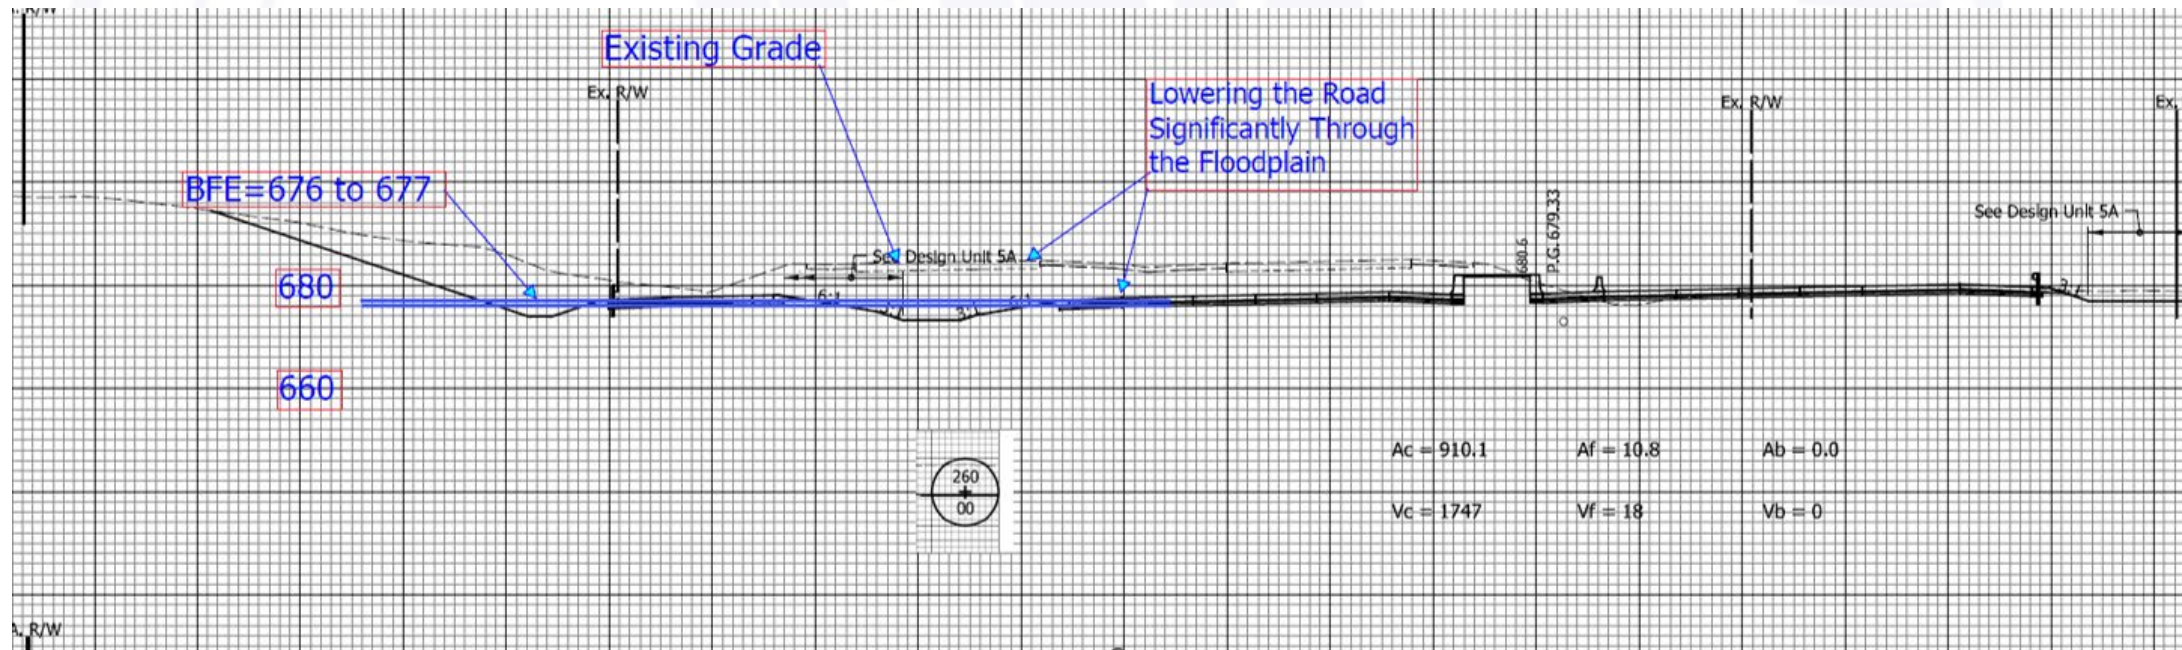 Existing Grade
Ex. R/W
Lowering the Road
Significantly Through
the Floodplain
Ex. R/W
Ex.
BFE=676 to 677
See Design Unit 5A
680.6
P.G. 679.33
See Design Unit 5A
680
6:1
3:1
660
260
00
Ac = 910.1
Af = 10.8
Ab = 0.0
Vc = 1747
Vf = 18
Vb = 0
R/W